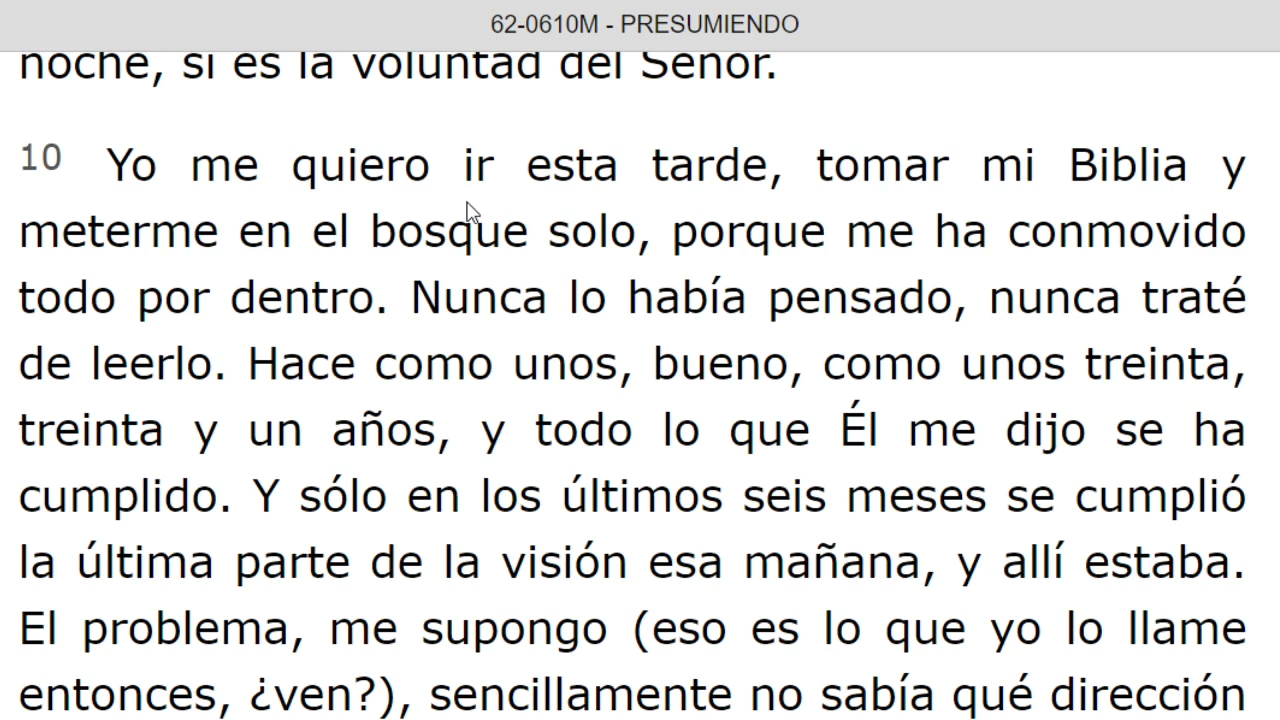 62-0610M - PRESUMIENDO
noche, si es la voluntad del Señor.
10 Yo me quiero ir esta tarde, tomar mi Biblia y
meterme en el bosque solo, porque me ha conmovido
todo por dentro. Nunca lo había pensado, nunca traté
de leerlo. Hace como unos, bueno, como unos treinta,
treinta y un años, y todo lo que Él me dijo se ha
cumplido. Y sólo en los últimos seis meses se cumplió
la última parte de la visión esa mañana, y allí estaba.
El problema, me supongo (eso es lo que yo lo llame
entonces, ¿ven?), sencillamente no sabía qué dirección